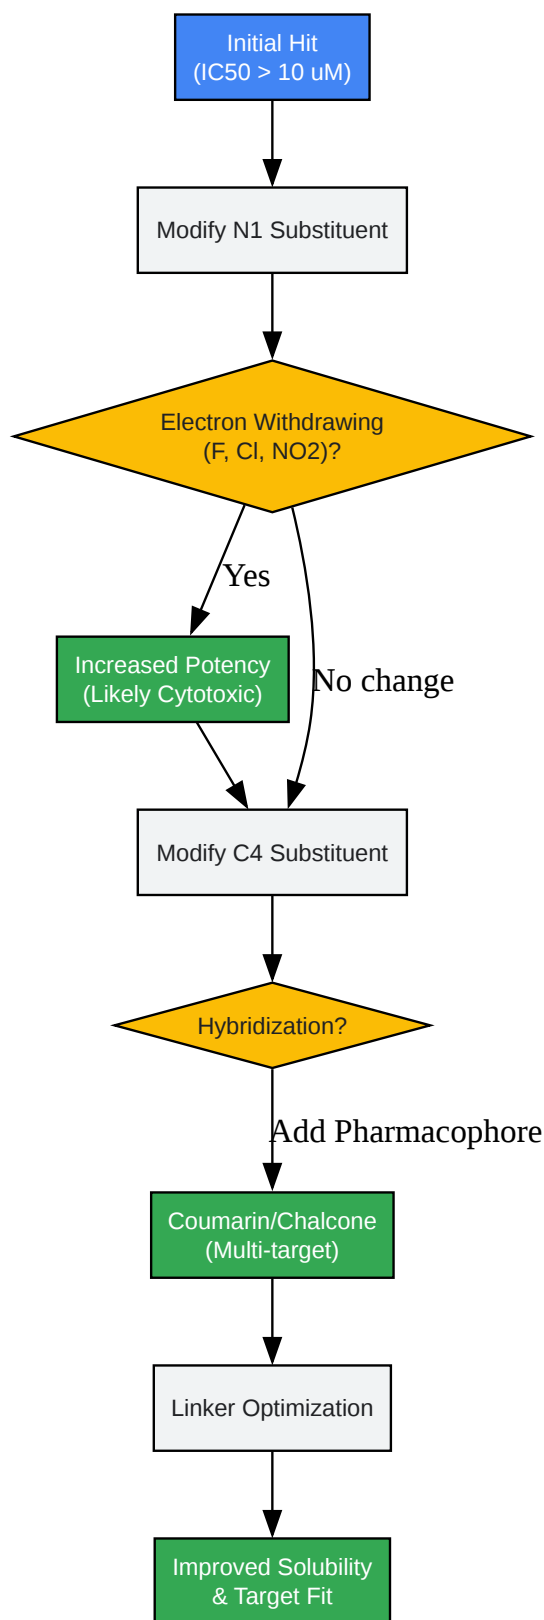 Initial Hit
(IC50 > 10 uM)
Modify N1 Substituent
Electron Withdrawing
(F, Cl, NO2)?
Yes
Increased Potency
(Likely Cytotoxic)
No change
Modify C4 Substituent
Hybridization?
Add Pharmacophore
Coumarin/Chalcone
(Multi-target)
Linker Optimization
Improved Solubility
& Target Fit